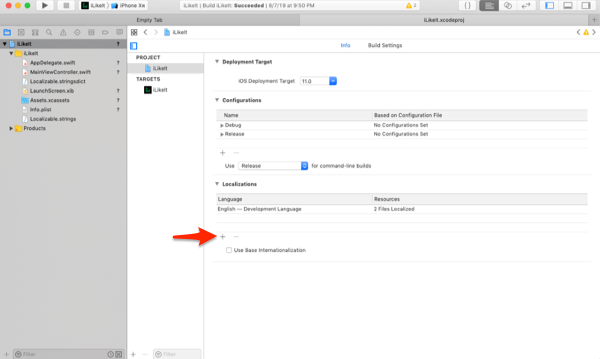 iLikeIt
iPhone Xʀ
iLikeIt | Build iLikeIt: Succeeded | 8/7/19 at 9:50 PM
2
Empty Tab
iLikeIt.xcodeproj
iLikeIt
iLikeIt
AppDelegate.swift
?
MainViewController.swift
?
Localizable.stringsdict
LaunchScreen.xib
?
Assets.xcassets
?
Info.plist
?
Localizable.strings
Products
Filter
iLikeIt
Info
Build Settings
PROJECT
iLikeIt
TARGETS
iLikeIt
Filter
Deployment Target
iOS Deployment Target
11.0
Configurations
Name
Based on Configuration File
Debug
No Configurations Set
Release
No Configurations Set
Use
Release
for command-line builds
Localizations
Language
Resources
English — Development Language
2 Files Localized
Use Base Internationalization